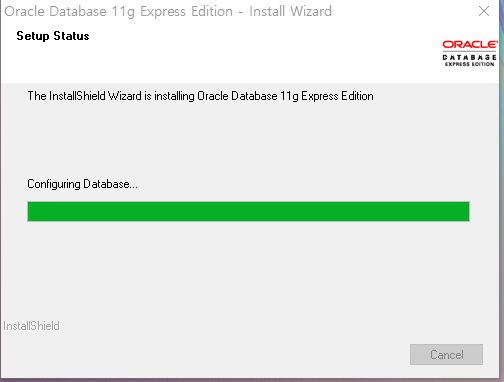 Oracle Database 11g Express Edition - Install Wizard
Setup Status
ORACLE
DATABASE
EXPRESS EDITION
The InstallShield Wizard is installing Oracle Database 11g Express Edition
Configuring Database...
InstallShield
Cancel